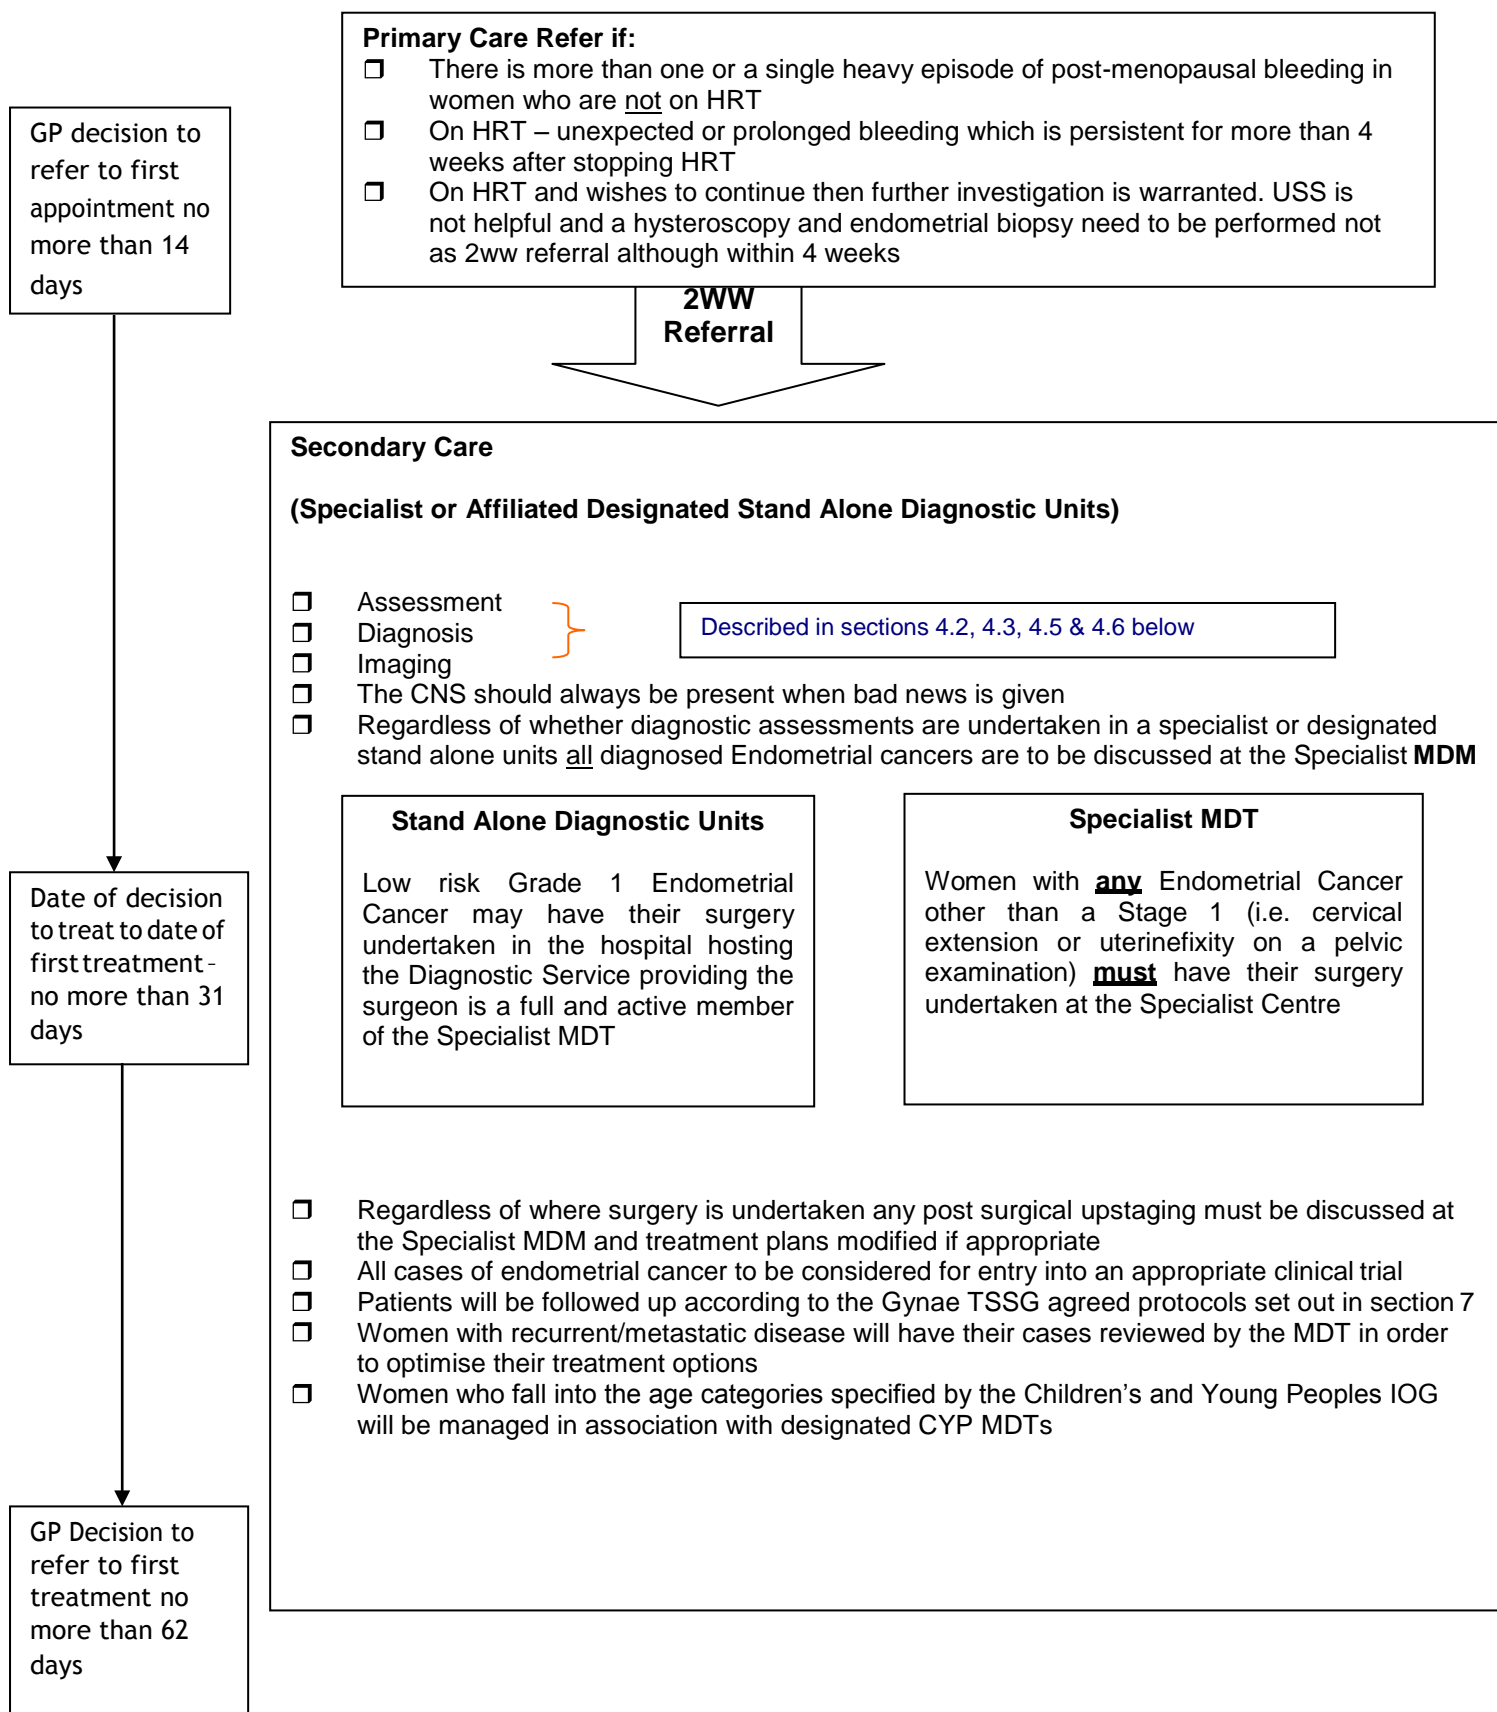 Primary Care Refer if:
❒ There is more than one or a single heavy episode of post-menopausal bleeding in
women who are not on HRT
❒ On HRT – unexpected or prolonged bleeding which is persistent for more than 4
weeks after stopping HRT
❒ On HRT and wishes to continue then further investigation is warranted. USS is
not helpful and a hysteroscopy and endometrial biopsy need to be performed not
as 2ww referral although within 4 weeks
GP decision to
refer to first
appointment no
more than 14
days
2WW
Referral
Secondary Care
(Specialist or Affiliated Designated Stand Alone Diagnostic Units)
❒ Assessment
❒ Diagnosis
❒ Imaging
Described in sections 4.2, 4.3, 4.5 & 4.6 below
❒ The CNS should always be present when bad news is given
❒ Regardless of whether diagnostic assessments are undertaken in a specialist or designated
stand alone units all diagnosed Endometrial cancers are to be discussed at the Specialist MDM
Stand Alone Diagnostic Units
Low risk Grade 1 Endometrial
Cancer may have their surgery
undertaken in the hospital hosting
the Diagnostic Service providing the
surgeon is a full and active member
of the Specialist MDT
Specialist MDT
Women with any Endometrial Cancer
other than a Stage 1 (i.e. cervical
extension or uterinefixity on a pelvic
examination) must have their surgery
undertaken at the Specialist Centre
Date of decision
to treat to date of
first treatment –
no more than 31
days
❒ Regardless of where surgery is undertaken any post surgical upstaging must be discussed at
the Specialist MDM and treatment plans modified if appropriate
❒ All cases of endometrial cancer to be considered for entry into an appropriate clinical trial
❒ Patients will be followed up according to the Gynae TSSG agreed protocols set out in section 7
❒ Women with recurrent/metastatic disease will have their cases reviewed by the MDT in order
to optimise their treatment options
❒ Women who fall into the age categories specified by the Children’s and Young Peoples IOG
will be managed in association with designated CYP MDTs
GP Decision to
refer to first
treatment no
more than 62
days